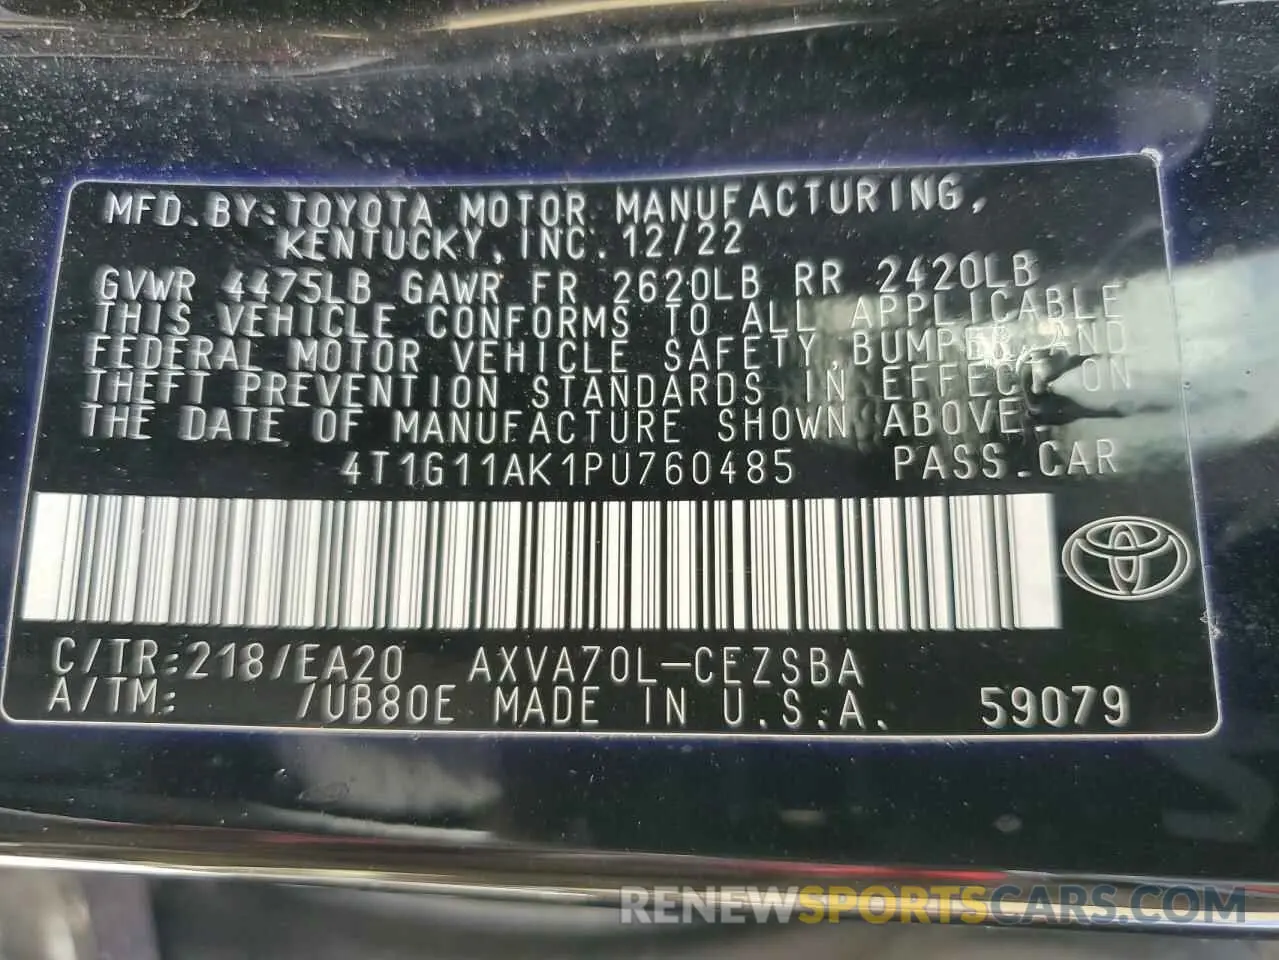 MFD. BY: TOYOTA MOTOR MANUFACTURING,
KENTUCKY, INC. 12/22
GVWR 4475LB GAWR FR 2620LB RR 2420LB
THIS VEHICLE CONFORMS TO ALL APPLICABLE
FEDERAL MOTOR VEHICLE SAFETY, BUMPER, AND
THEFT PREVENTION STANDARDS IN EFFECT ON
THE DATE OF MANUFACTURE SHOWN ABOVE.
4T1G11AK1PU760485 PASS.CAR
C/TR:218/EA20 AXVA70L-CEZSBA
A/TM: /UB80E MADE IN U.S.A. 59079
RENEWSPORTSCARS.COM